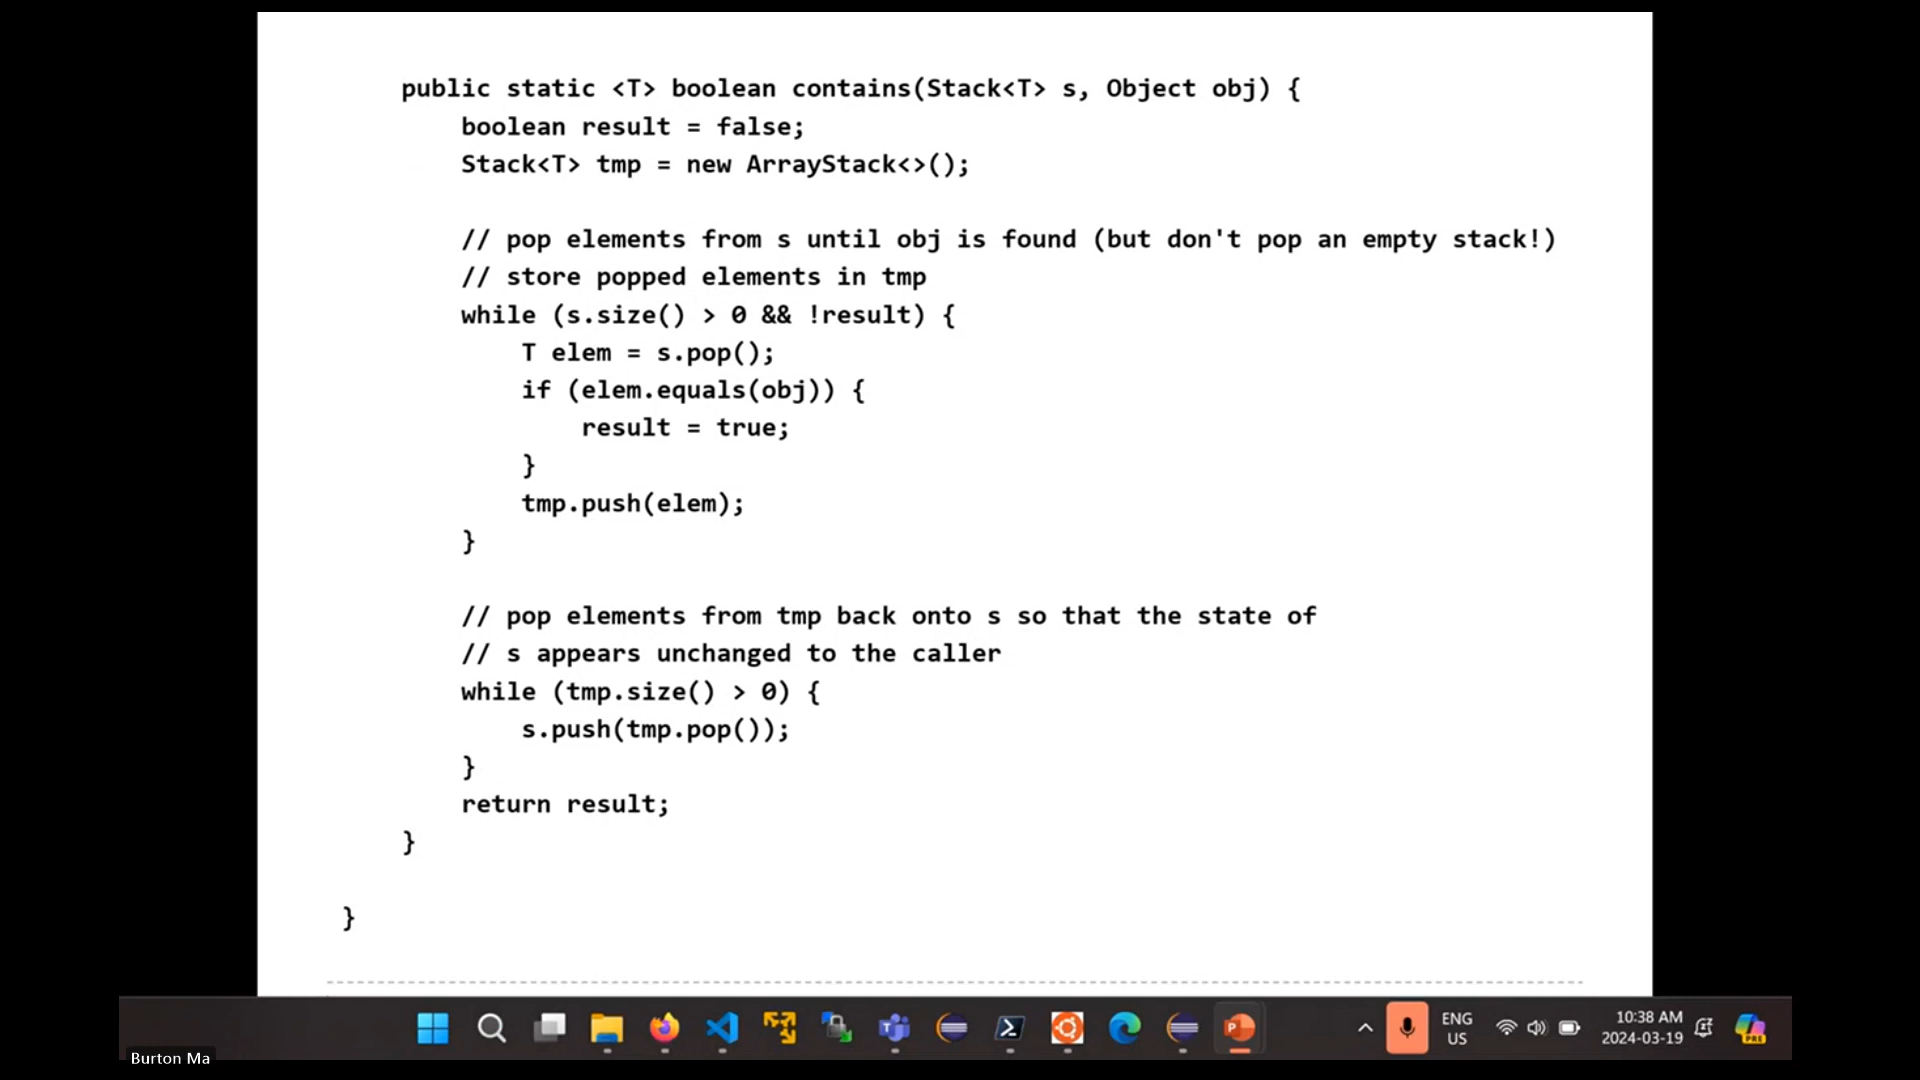 public static <T> boolean contains(Stack<T> s, Object obj) {
boolean result = false;
Stack<T> tmp = new ArrayStack<>();
// pop elements from s until obj is found (but don't pop an empty stack!)
// store popped elements in tmp
while (s.size() > 0 && !result) {
T elem = s.pop();
if (elem.equals(obj)) {
result = true;
}
tmp.push(elem);
}
// pop elements from tmp back onto s so that the state of
// s appears unchanged to the caller
while (tmp.size() > 0) {
s.push(tmp.pop());
}
return result;
}
}
ENG
US
10:38 AM
2024-03-19
PRE
Burton Ma